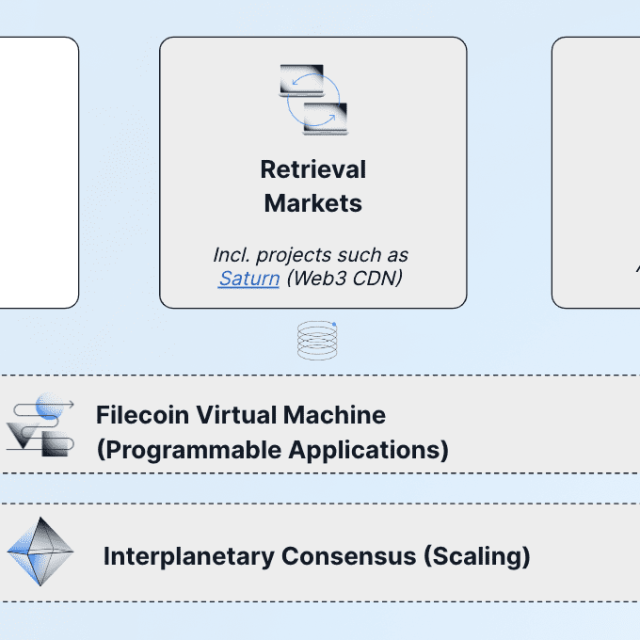 Retrieval
Markets
Incl. projects such as
Saturn (Web3 CDN)
Filecoin Virtual Machine
(Programmable Applications)
Interplanetary Consensus (Scaling)